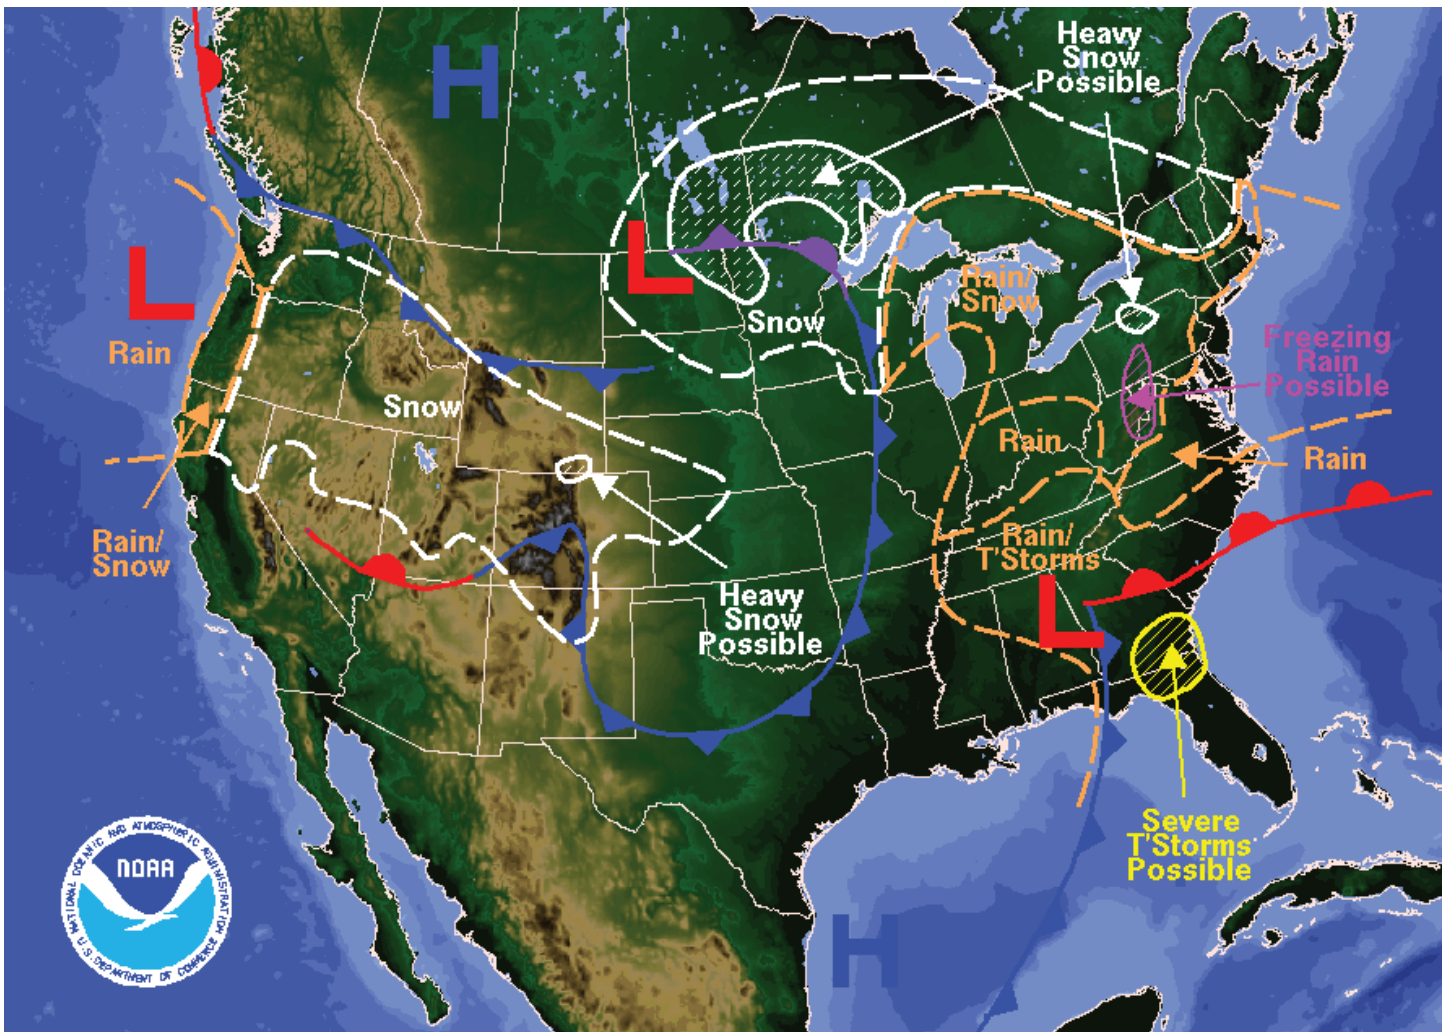 Heavy
Snow
Possible
H
L
L
Rain/
Snow
Snow
Freezing
Rain
Possible
Rain
Snow
Rain
Rain
Rain/
Snow
Rain/
T'Storms
L
Heavy
Snow
Possible
Severe
T'Storms
Possible
H
NATIONAL OCEANIC AND ATMOSPHERIC ADMINISTRATION
NOAA
U.S. DEPARTMENT OF COMMERCE